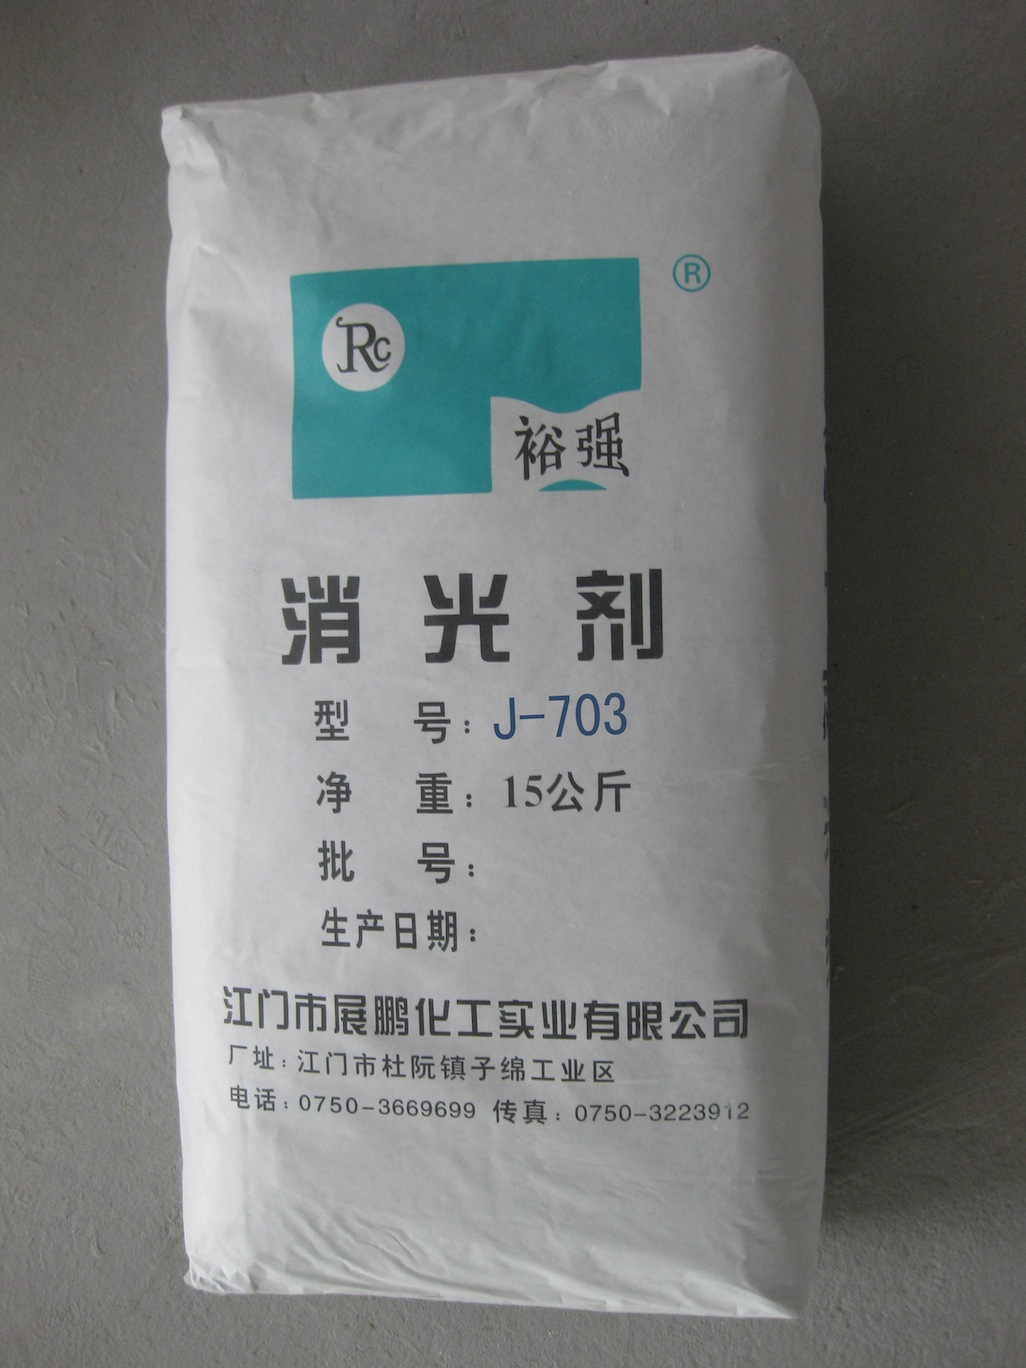 ®
Rc
裕强
消光剂
型号：J-703
净重：15公斤
批号：
生产日期：
江门市展鹏化工实业有限公司
厂址：江门市杜阮镇子绵工业区
电话：0750-3669699 传真：0750-3223912